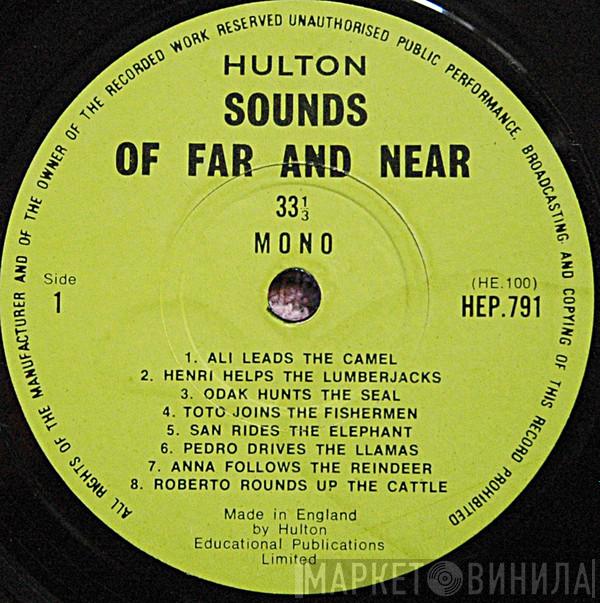 ALL RIGHTS OF THE MANUFACTURER AND OF THE OWNER OF THE RECORDED WORK RESERVED UNAUTHORISED PUBLIC PERFORMANCE, BROADCASTING AND COPYING OF THIS RECORD PROHIBITED
HULTON
SOUNDS
OF FAR AND NEAR
33⅓
MONO
Side
1
(HE.100)
HEP.791
1. ALI LEADS THE CAMEL
2. HENRI HELPS THE LUMBERJACKS
3. ODAK HUNTS THE SEAL
4. TOTO JOINS THE FISHERMEN
5. SAN RIDES THE ELEPHANT
6. PEDRO DRIVES THE LLAMAS
7. ANNA FOLLOWS THE REINDEER
8. ROBERTO ROUNDS UP THE CATTLE
Made in England
by Hulton
Educational Publications
Limited
МАРКЕТ ВИНИЛА